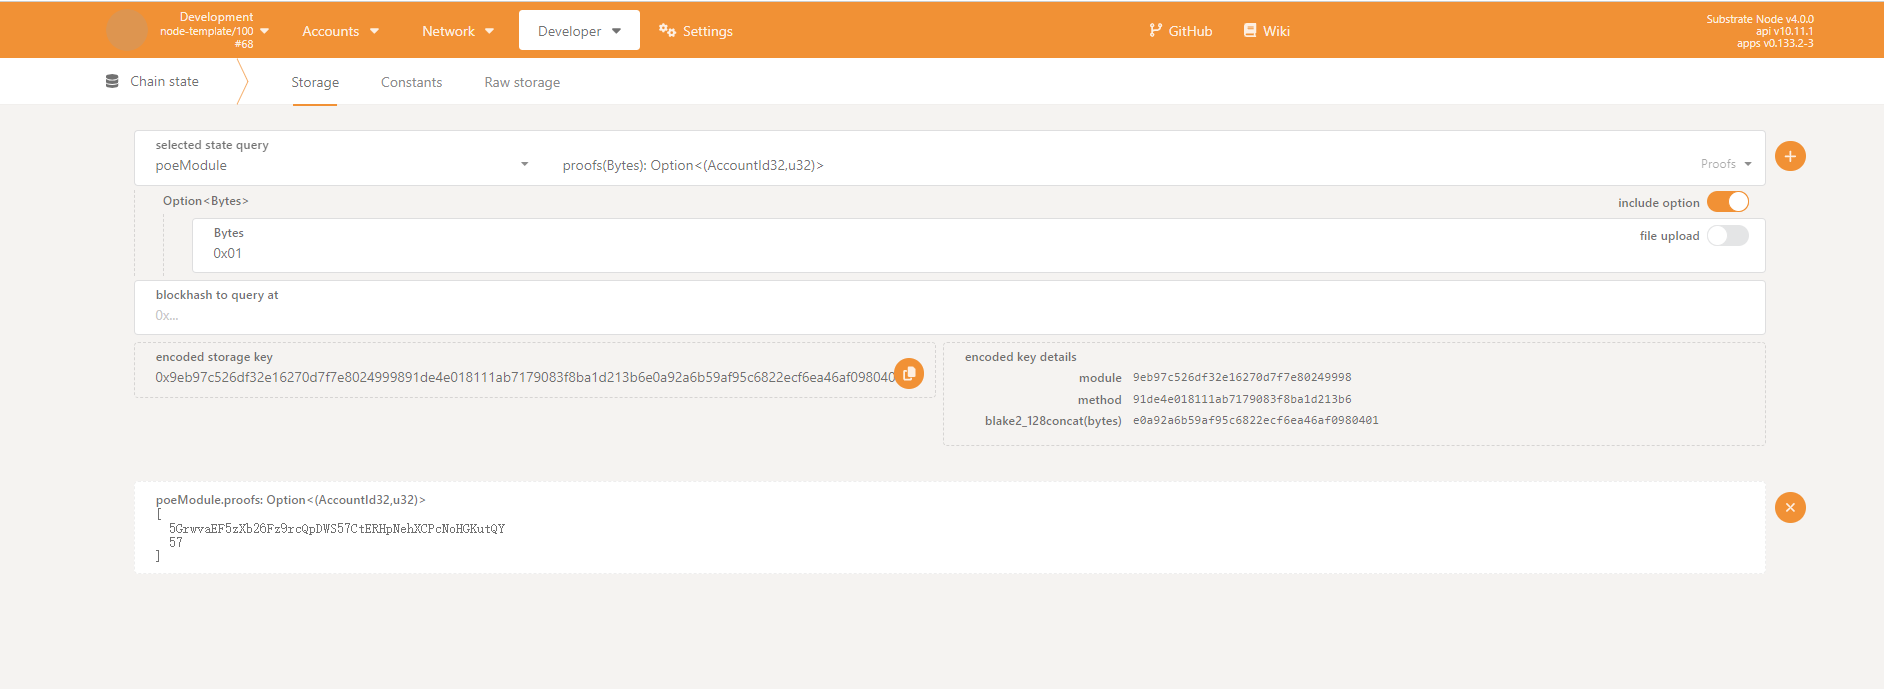 Development
node-template/100
#68
Accounts
Network
Developer
Settings
GitHub
Wiki
Substrate Node v4.0.0
api v10.11.1
apps v0.133.2-3
Chain state
Storage
Constants
Raw storage
selected state query
poeModule
proofs(Bytes): Option<(AccountId32,u32)>
Proofs
Option<Bytes>
include option
Bytes
0x01
file upload
blockhash to query at
0x...
encoded storage key
0x9eb97c526df32e16270d7f7e8024999891de4e018111ab7179083f8ba1d213b6e0a92a6b59af95c6822ecf6ea46af098040
encoded key details
module 9eb97c526df32e16270d7f7e80249998
method 91de4e018111ab7179083f8ba1d213b6
blake2_128concat(bytes) e0a92a6b59af95c6822ecf6ea46af0980401
poeModule.proofs: Option<(AccountId32,u32)>
[
5GrwvaEF5zXb26Fz9rcQpDWS57CtERHpNehXCPcNoHGKutQY
57
]